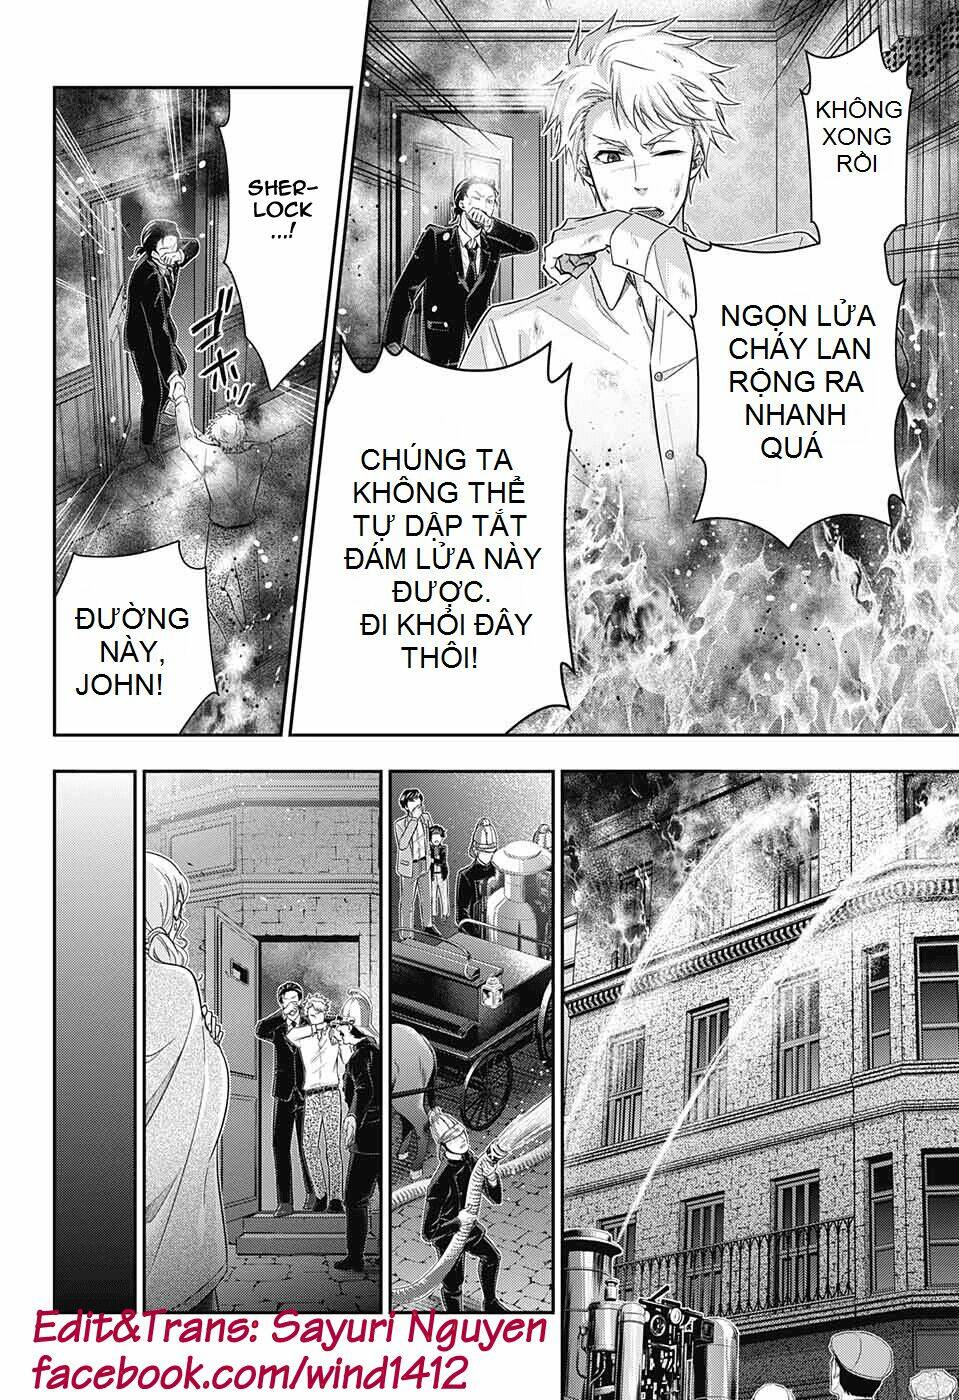 KHÔNG
XONG
RỒI
NGỌN LỬA
CHÁY LAN
RỘNG RA
NHANH
QUÁ
CHÚNG TA
KHÔNG THỂ
TỰ DẬP TẮT
ĐÁM LỬA NÀY
ĐƯỢC.
ĐI KHỎI ĐÂY
THÔI!
SHER-
LOCK
...!
ゴホ
ĐƯỜNG
NÀY,
JOHN!
Edit&Trans: Sayuri Nguyen
facebook.com/wind1412